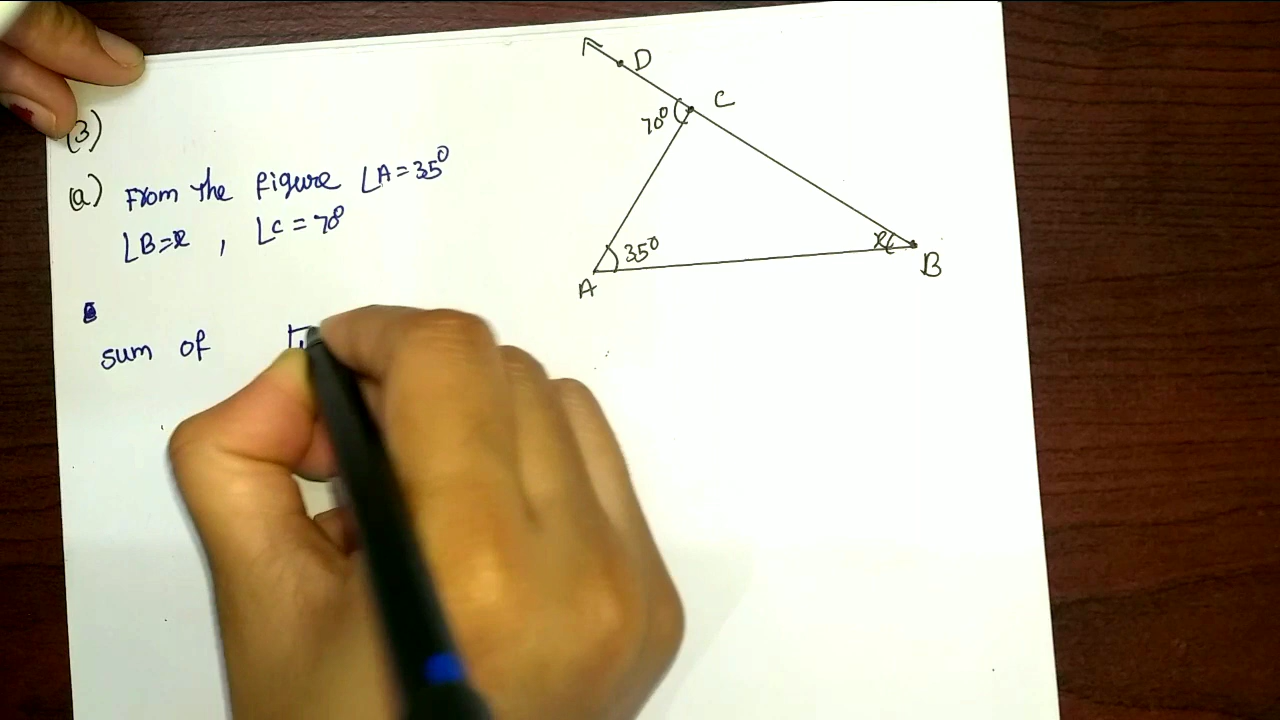 (3)
(a) From the figure ∠A=35°
∠B=x , ∠C=70°
sum of
D
C
70°
35°
x
A
B